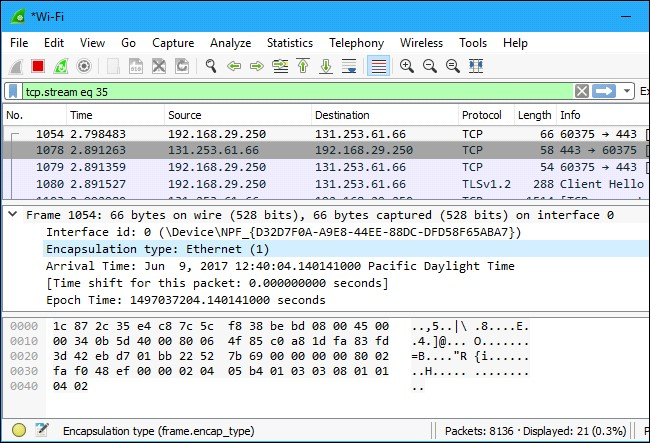 *Wi-Fi
File Edit View Go Capture Analyze Statistics Telephony Wireless Tools Help
tcp.stream eq 35
No. Time Source Destination Protocol Length Info
1054 2.798483 192.168.29.250 131.253.61.66 TCP 66 60375 → 443 [
1078 2.891263 131.253.61.66 192.168.29.250 TCP 58 443 → 60375 [
1079 2.891359 192.168.29.250 131.253.61.66 TCP 54 60375 → 443 [
1080 2.891527 192.168.29.250 131.253.61.66 TLSv1.2 288 Client Hello
Frame 1054: 66 bytes on wire (528 bits), 66 bytes captured (528 bits) on interface 0
Interface id: 0 (\Device\NPF_{D32D7F0A-A9E8-44EE-88DC-DFD58F65ABA7})
Encapsulation type: Ethernet (1)
Arrival Time: Jun 9, 2017 12:40:04.140141000 Pacific Daylight Time
[Time shift for this packet: 0.000000000 seconds]
Epoch Time: 1497037204.140141000 seconds
0000 1c 87 2c 35 e4 c8 7c 5c f8 38 be bd 08 00 45 00 ..,5..|\ .8....E.
0010 00 34 0b 5d 40 00 80 06 4f 85 c0 a8 1d fa 83 fd .4.]@... O.......
0020 3d 42 eb d7 01 bb 22 52 7b 69 00 00 00 00 80 02 =B...."R {i......
0030 fa f0 48 ef 00 00 02 04 05 b4 01 03 03 08 01 01 ..H..... ........
0040 04 02 ..
Encapsulation type (frame.encap_type) Packets: 8136 · Displayed: 21 (0.3%)